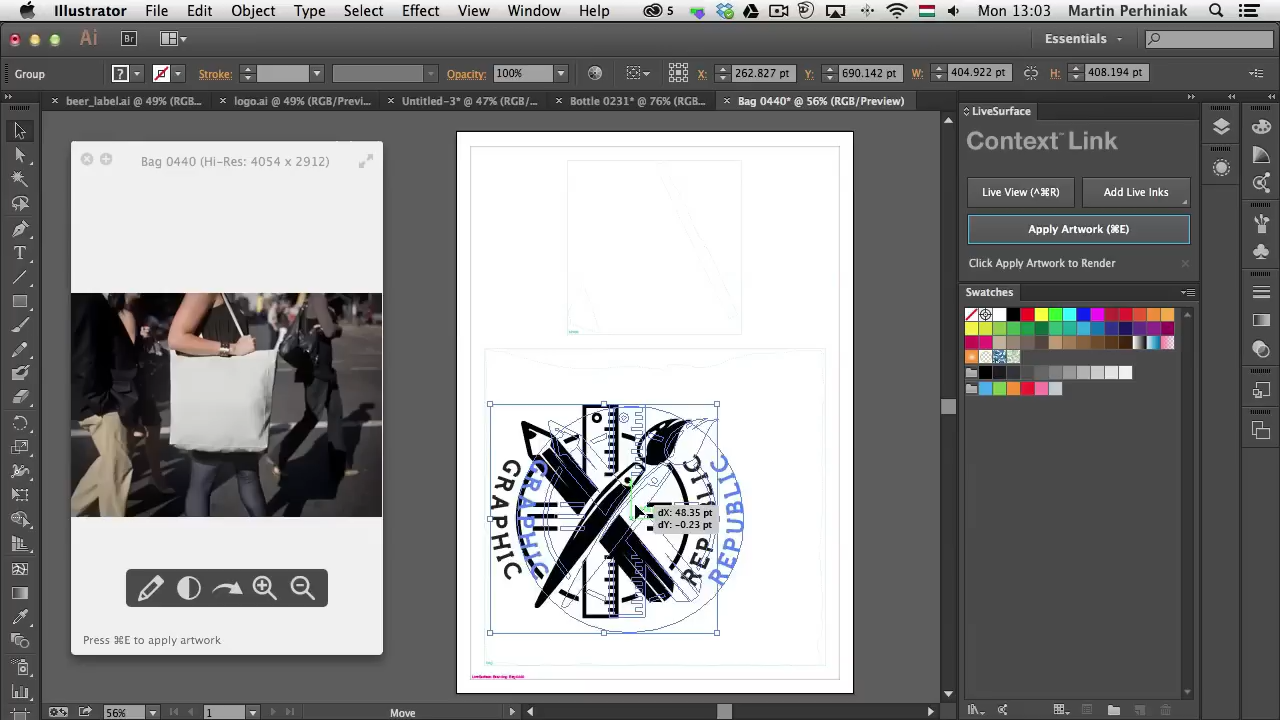 Illustrator File Edit Object Type Select Effect View Window Help 5 Mon 13:03 Martin Perhiniak
Ai Br Essentials
Group ? Stroke: Opacity: 100% X: 262.827 pt Y: 690.142 pt W: 404.922 pt H: 408.194 pt
× beer_label.ai @ 49% (RGB... × logo.ai @ 49% (RGB/Previ... × Untitled-3* @ 47% (RGB/... × Bottle 0231* @ 76% (RGB... × Bag 0440* @ 56% (RGB/Preview)
LiveSurface
Context™ Link
Live View (^⌘R) Add Live Inks
Apply Artwork (⌘E)
Click Apply Artwork to Render
Swatches
Bag 0440 (Hi-Res: 4054 x 2912)
Press ⌘E to apply artwork
GRAPHIC GRAPHIC
REPUBLIC REPUBLIC
dX: 48.35 pt
dY: -0.23 pt
56% 1 Move